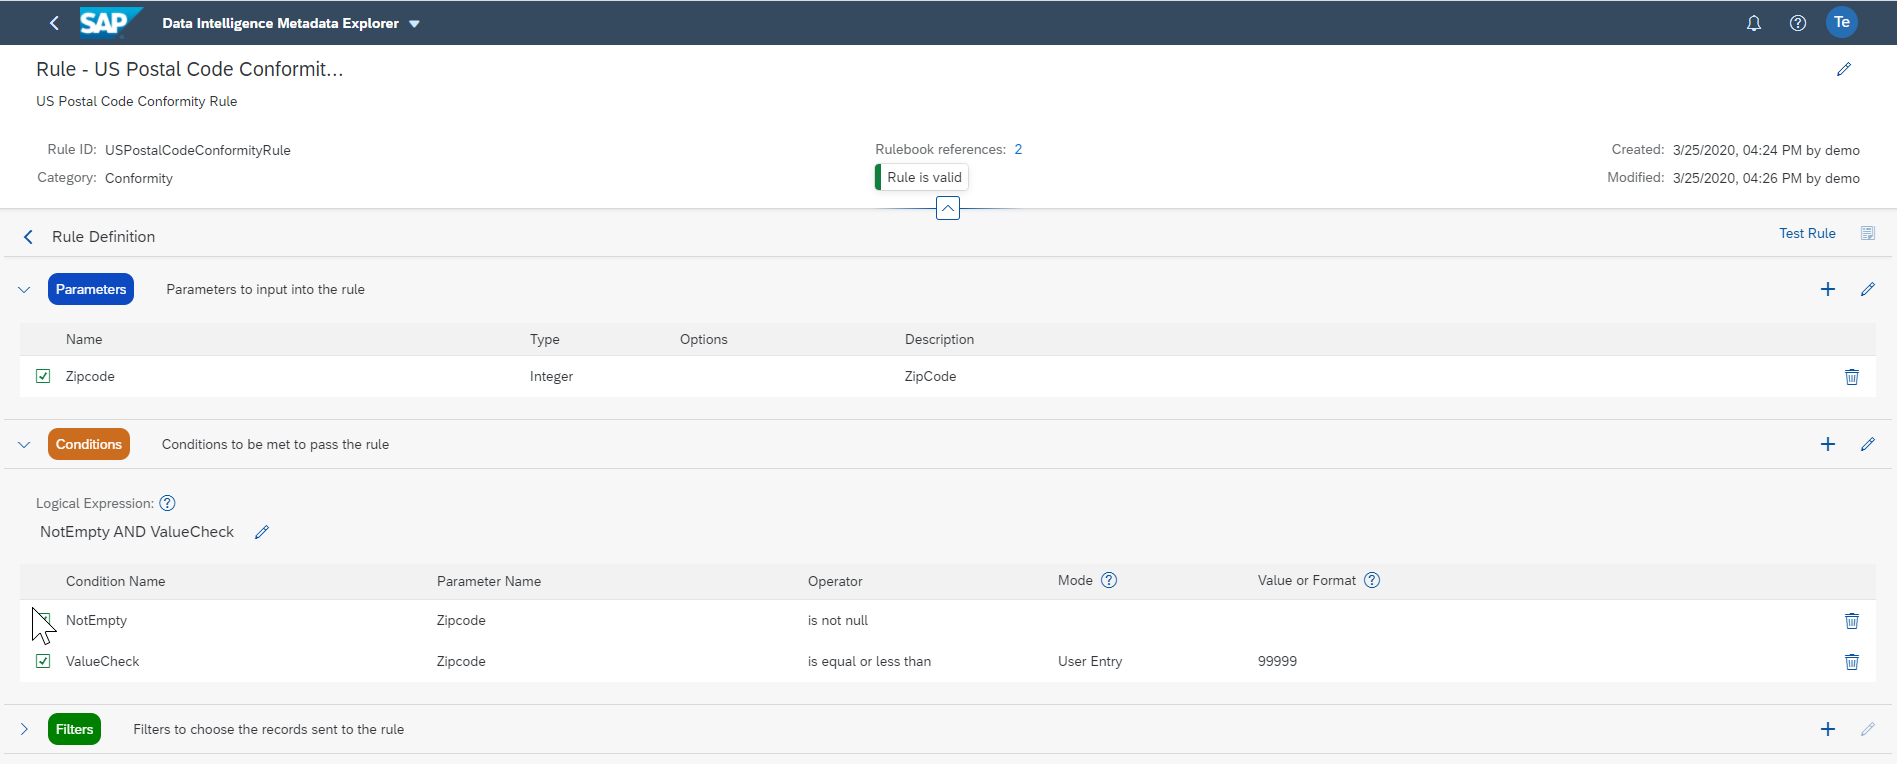 SAP Data Intelligence Metadata Explorer Te
Rule - US Postal Code Conformit...
US Postal Code Conformity Rule
Rule ID: USPostalCodeConformityRule Rulebook references: 2 Created: 3/25/2020, 04:24 PM by demo
Category: Conformity Rule is valid Modified: 3/25/2020, 04:26 PM by demo
Rule Definition Test Rule
Parameters Parameters to input into the rule
Name Type Options Description
Zipcode Integer ZipCode
Conditions Conditions to be met to pass the rule
Logical Expression: ?
NotEmpty AND ValueCheck
Condition Name Parameter Name Operator Mode ? Value or Format ?
NotEmpty Zipcode is not null
ValueCheck Zipcode is equal or less than User Entry 99999
Filters Filters to choose the records sent to the rule